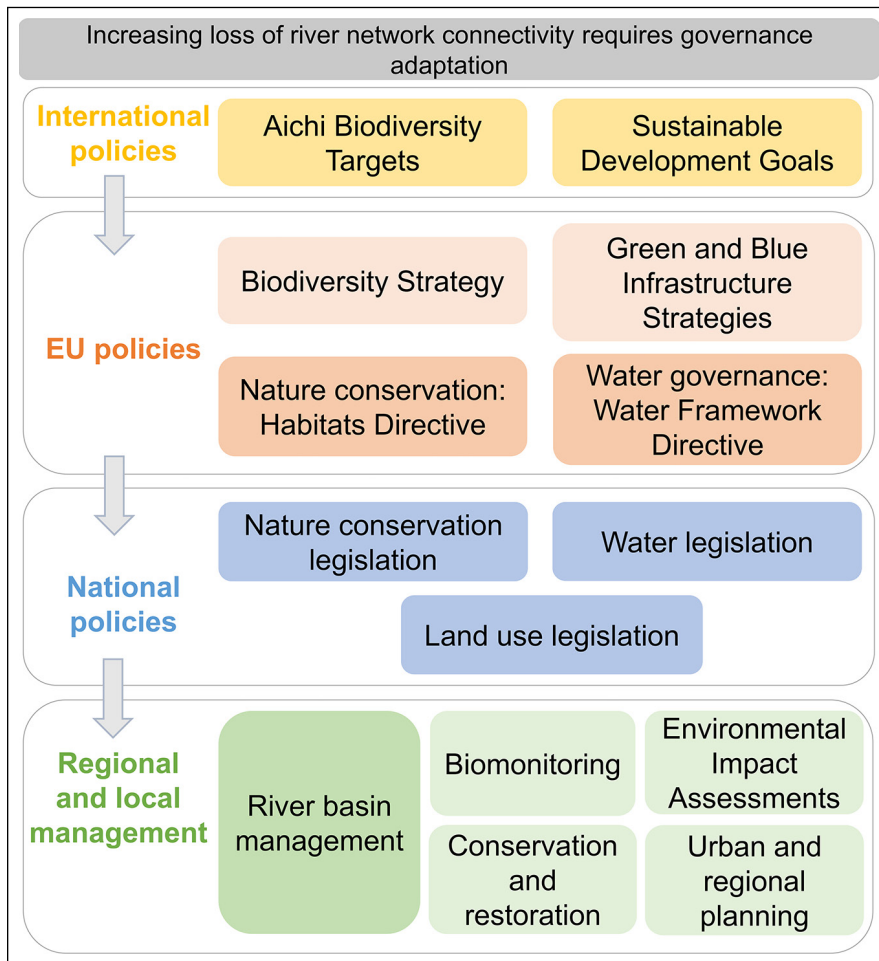 Increasing loss of river network connectivity requires governance
adaptation
International
policies
Aichi Biodiversity
Targets
Sustainable
Development Goals
EU policies
Biodiversity Strategy
Green and Blue
Infrastructure
Strategies
Nature conservation:
Habitats Directive
Water governance:
Water Framework
Directive
National
policies
Nature conservation
legislation
Water legislation
Land use legislation
Regional
and local
management
River basin
management
Biomonitoring
Environmental
Impact
Assessments
Conservation
and
restoration
Urban and
regional
planning